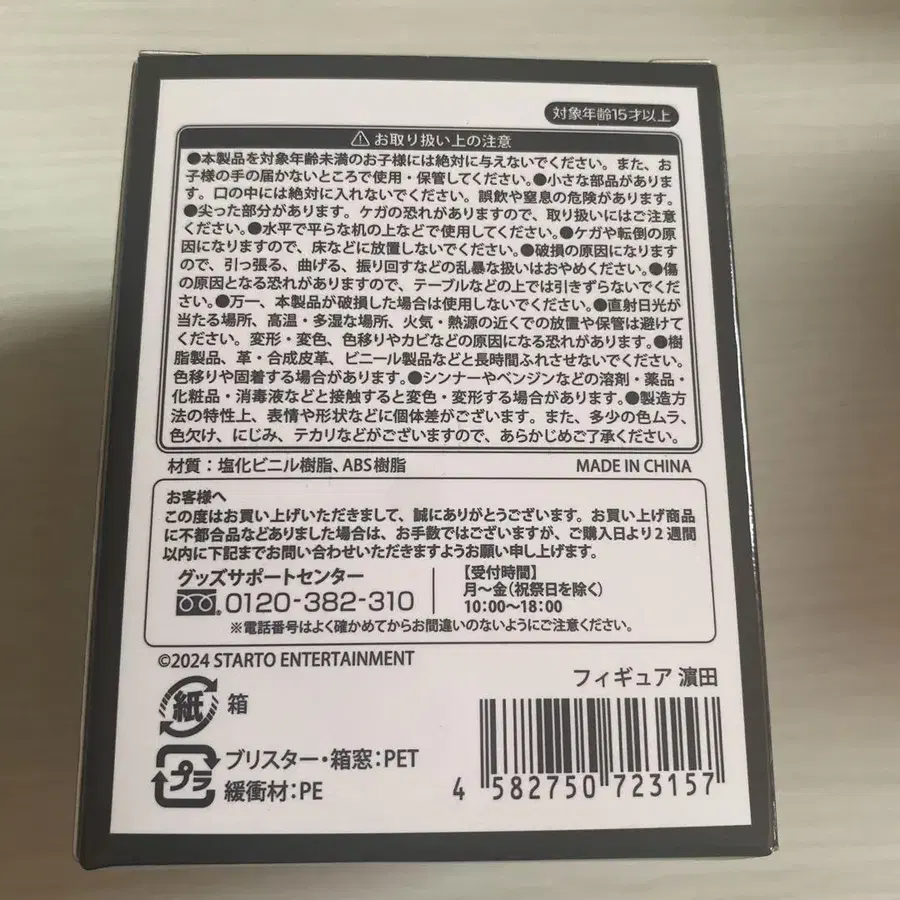 対象年齢15才以上
⚠お取り扱い上の注意
●本製品を対象年齢未満のお子様には絶対に与えないでください。また、お
子様の手の届かないところで使用・保管してください。●小さな部品がありま
す。口の中には絶対に入れないでください。誤飲や窒息の危険があります。
●尖った部分があります。ケガの恐れがありますので、取り扱いにはご注意
ください。●水平で平らな机の上などで使用してください。●ケガや転倒の原
因になりますので、床などに放置しないでください。●破損の原因になります
ので、引っ張る、曲げる、振り回すなどの乱暴な扱いはおやめください。●傷
の原因となる恐れがありますので、テーブルなどの上では引きずらないでくだ
さい。●万一、本製品が破損した場合は使用しないでください。●直射日光が
当たる場所、高温・多湿な場所、火気・熱源の近くでの放置や保管は避けて
ください。変形・変色、色移りやカビなどの原因になる恐れがあります。●樹
脂製品、革・合成皮革、ビニール製品などと長時間ふれさせないでください。
色移りや固着する場合があります。●シンナーやベンジンなどの溶剤・薬品・
化粧品・消毒液などと接触すると変色・変形する場合があります。●製造方
法の特性上、表情や形状などに個体差がございます。また、多少の色ムラ、
色欠け、にじみ、テカリなどがございますので、あらかじめご了承ください。
材質：塩化ビニル樹脂、ABS樹脂 MADE IN CHINA
お客様へ
この度はお買い上げいただきまして、誠にありがとうございます。お買い上げ商品
に不都合品などありました場合は、お手数ではございますが、ご購入日より2週間
以内に下記までお問い合わせいただきますようお願い申し上げます。
グッズサポートセンター
0120-382-310
【受付時間】
月〜金(祝祭日を除く)
10:00〜18:00
※電話番号はよく確かめてからお間違いのないようにご注意ください。
©2024 STARTO ENTERTAINMENT
フィギュア 濵田
紙 箱
プラ ブリスター・箱窓:PET
緩衝材:PE
4 582750 723157